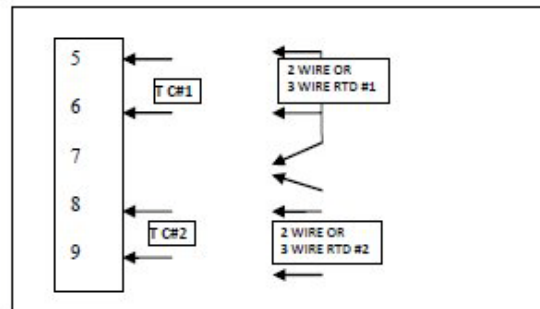 5
T C#1
2 WIRE OR
3 WIRE RTD #1
6
7
8
T C#2
2 WIRE OR
3 WIRE RTD #2
9